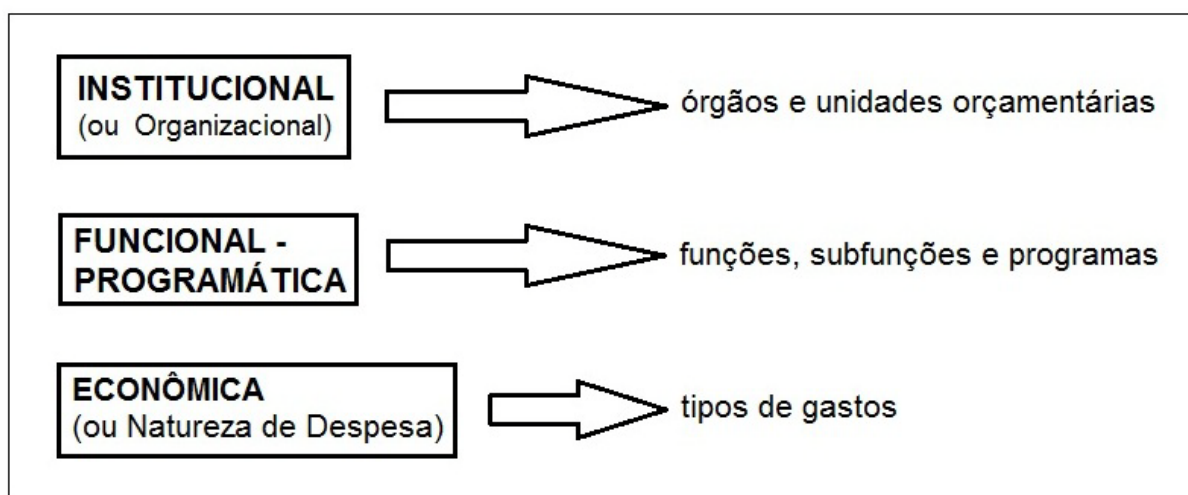 INSTITUCIONAL
(ou Organizacional)
órgãos e unidades orçamentárias
FUNCIONAL -
PROGRAMÁTICA
funções, subfunções e programas
ECONÔMICA
(ou Natureza de Despesa)
tipos de gastos